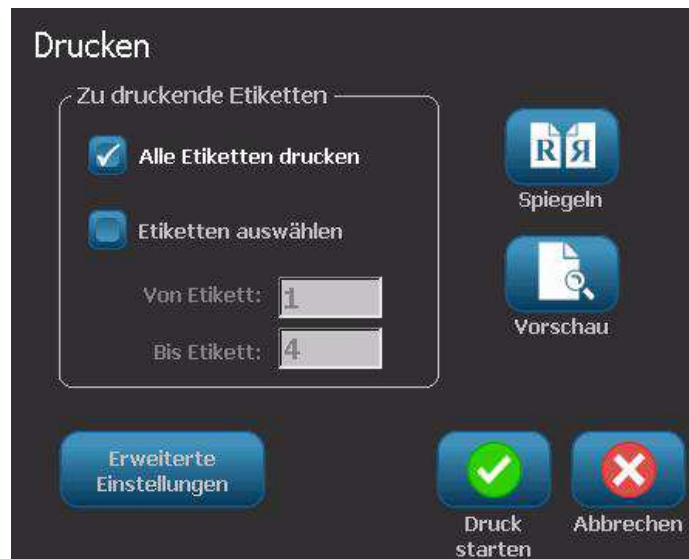 Drucken
Zu druckende Etiketten
Alle Etiketten drucken
Etiketten auswählen
Von Etikett: 1
Bis Etikett: 4
R R
Spiegeln
Vorschau
Erweiterte
Einstellungen
Druck
starten
Abbrechen